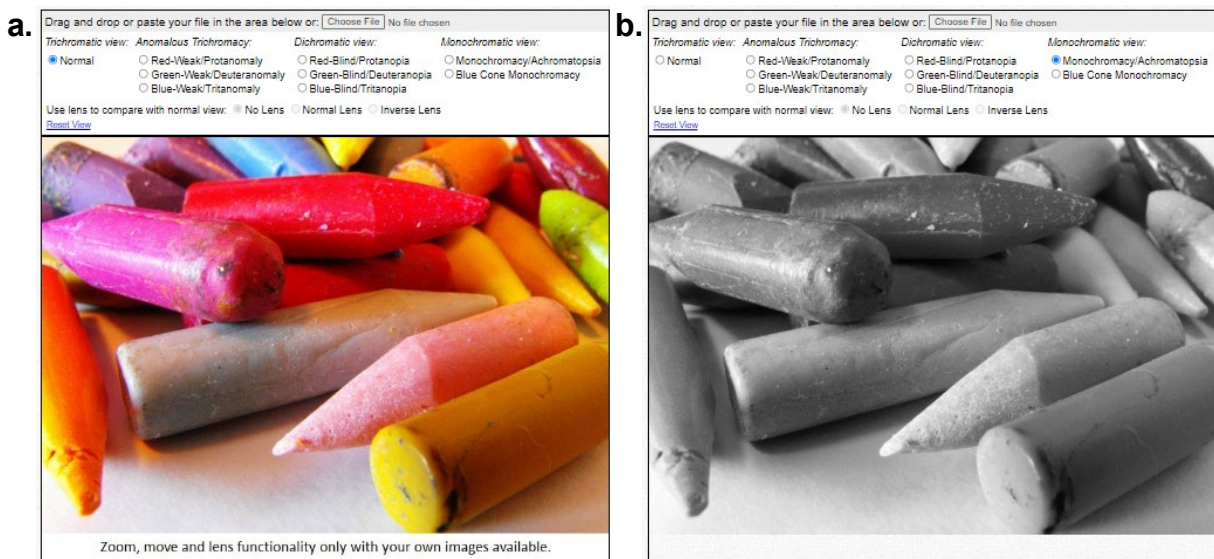 a.
Drag and drop or paste your file in the area below or: Choose File No file chosen
Trichromatic view: Anomalous Trichromacy: Dichromatic view: Monochromatic view:
Normal Red-Weak/Protanomaly Red-Blind/Protanopia Monochromacy/Achromatopsia
Green-Weak/Deuteranomaly Green-Blind/Deuteranopia Blue Cone Monochromacy
Blue-Weak/Tritanomaly Blue-Blind/Tritanopia
Use lens to compare with normal view: No Lens Normal Lens Inverse Lens
Reset View
Zoom, move and lens functionality only with your own images available.
b.
Drag and drop or paste your file in the area below or: Choose File No file chosen
Trichromatic view: Anomalous Trichromacy: Dichromatic view: Monochromatic view:
Normal Red-Weak/Protanomaly Red-Blind/Protanopia Monochromacy/Achromatopsia
Green-Weak/Deuteranomaly Green-Blind/Deuteranopia Blue Cone Monochromacy
Blue-Weak/Tritanomaly Blue-Blind/Tritanopia
Use lens to compare with normal view: No Lens Normal Lens Inverse Lens
Reset View